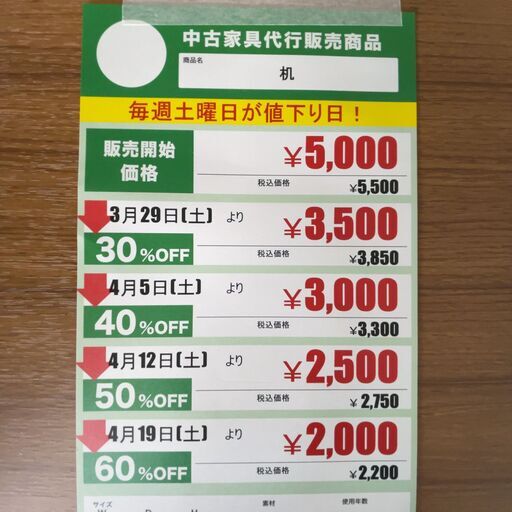 中古家具代行販売商品
商品名
机
毎週土曜日が値下り日！
販売開始価格
¥5,000
税込価格 ¥5,500
3月29日(土) より
¥3,500
30%OFF
税込価格 ¥3,850
4月5日(土) より
¥3,000
40%OFF
税込価格 ¥3,300
4月12日(土) より
¥2,500
50%OFF
税込価格 ¥2,750
4月19日(土) より
¥2,000
60%OFF
税込価格 ¥2,200
サイズ 素材 使用年数